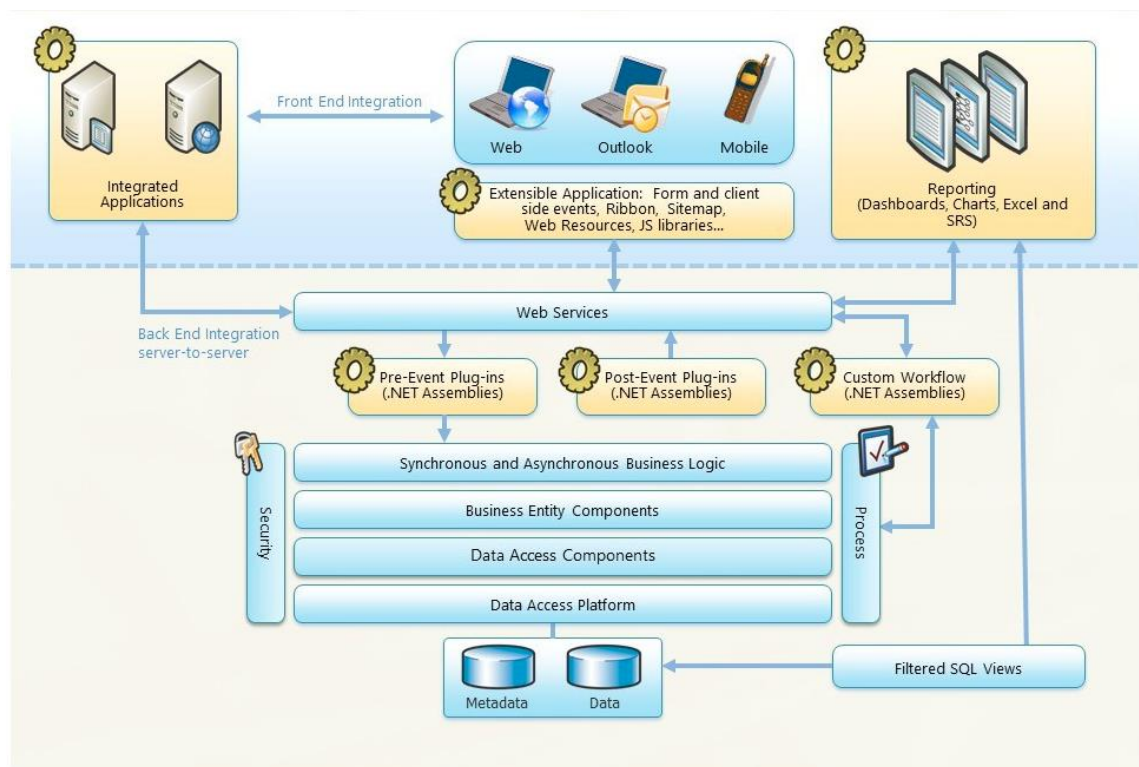 Front End Integration
Web
Outlook
Mobile
Integrated
Applications
Extensible Application: Form and client
side events, Ribbon, Sitemap,
Web Resources, JS libraries...
Reporting
(Dashboards, Charts, Excel and
SRS)
Web Services
Back End Integration
server-to-server
Pre-Event Plug-ins
(.NET Assemblies)
Post-Event Plug-ins
(.NET Assemblies)
Custom Workflow
(.NET Assemblies)
Security
Synchronous and Asynchronous Business Logic
Business Entity Components
Data Access Components
Data Access Platform
Process
Metadata
Data
Filtered SQL Views